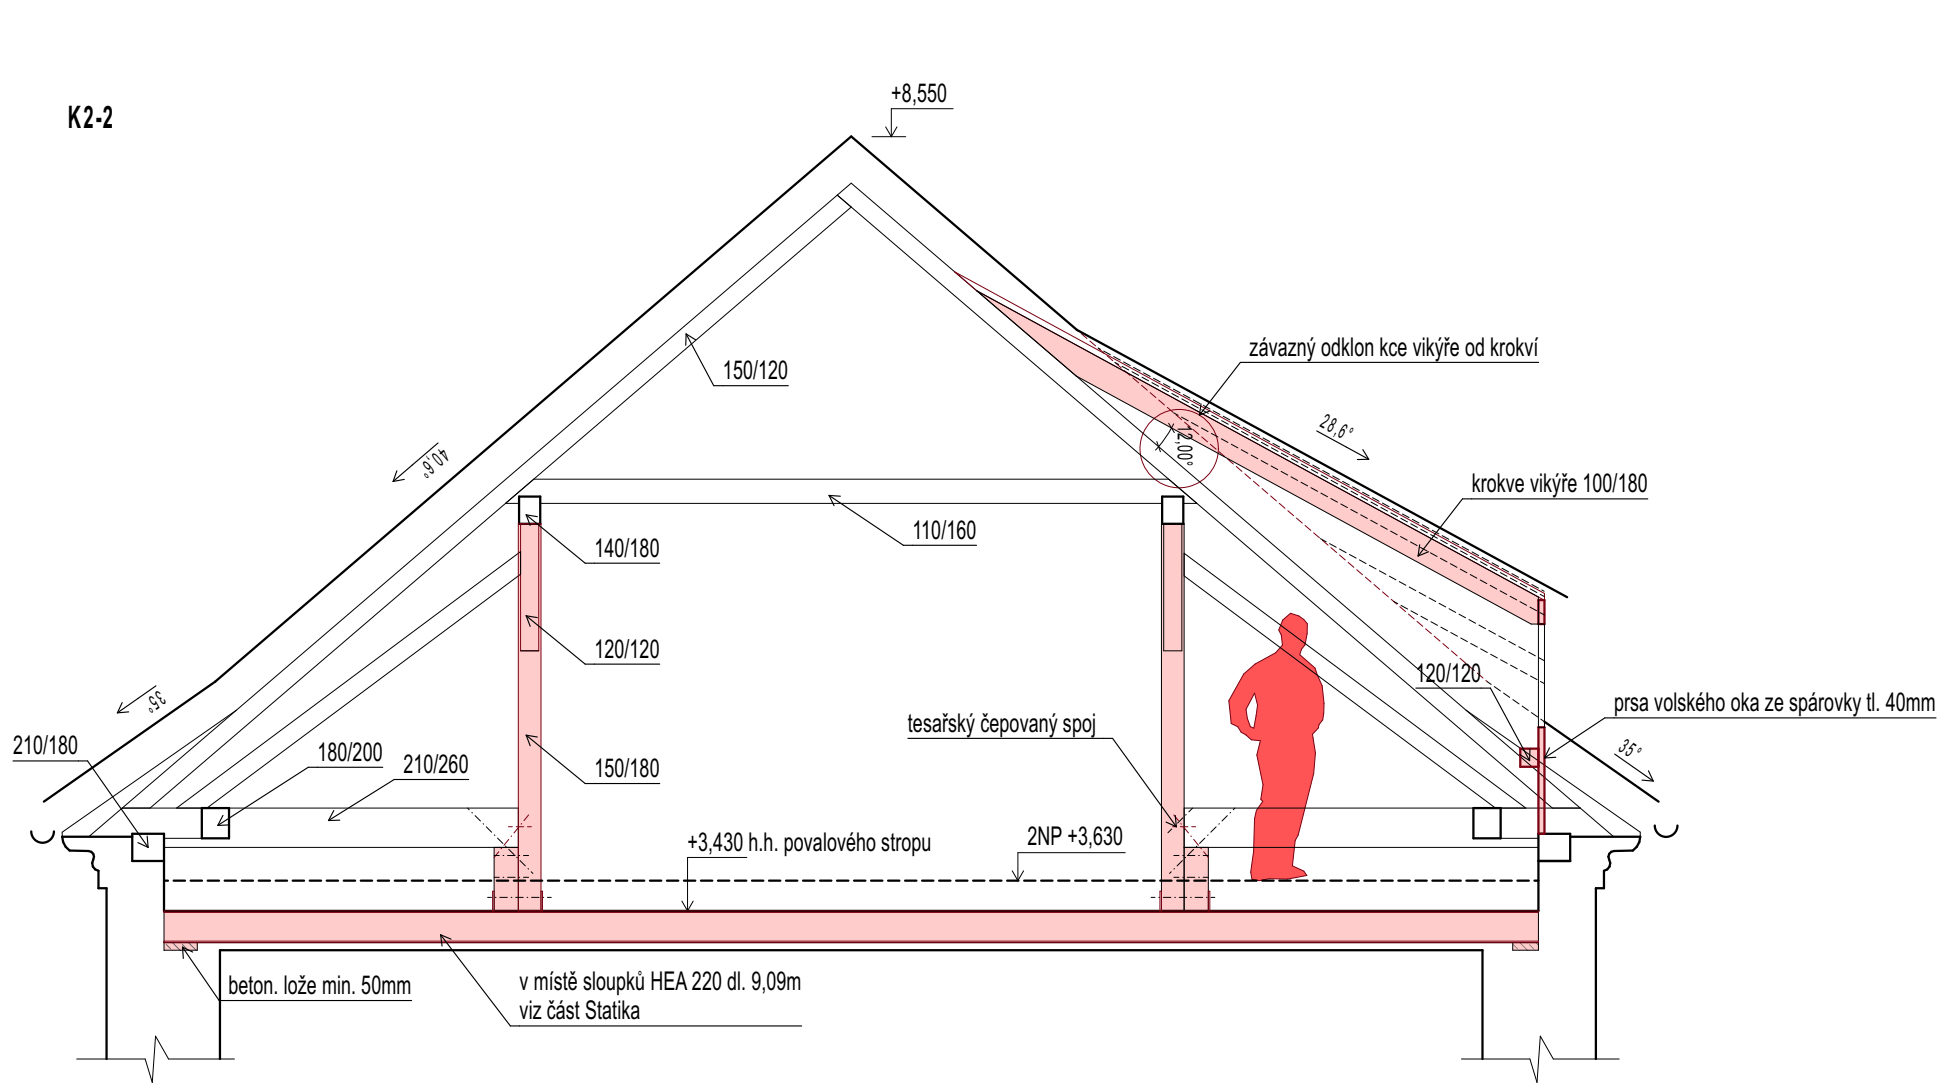 K2-2
+8,550
závazný odklon kce vikýře od krokví
150/120
28,6°
12,00°
40,6°
krokve vikýře 100/180
110/160
140/180
120/120
120/120
35°
prsa volského oka ze spárovky tl. 40mm
tesařský čepovaný spoj
210/180
180/200
210/260
150/180
35°
+3,430 h.h. povalového stropu
2NP +3,630
beton. lože min. 50mm
v místě sloupků HEA 220 dl. 9,09m
viz část Statika